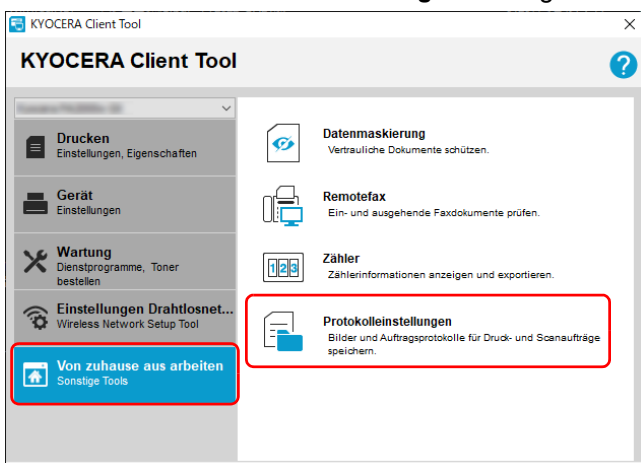 KYOCERA Client Tool
KYOCERA Client Tool
?
Drucken
Einstellungen, Eigenschaften
Gerät
Einstellungen
Wartung
Dienstprogramme, Toner
bestellen
Einstellungen Drahtlosnet...
Wireless Network Setup Tool
Von zuhause aus arbeiten
Sonstige Tools
Datenmaskierung
Vertrauliche Dokumente schützen.
Remotefax
Ein- und ausgehende Faxdokumente prüfen.
123
Zähler
Zählerinformationen anzeigen und exportieren.
Protokolleinstellungen
Bilder und Auftragsprotokolle für Druck- und Scanaufträge
speichern.